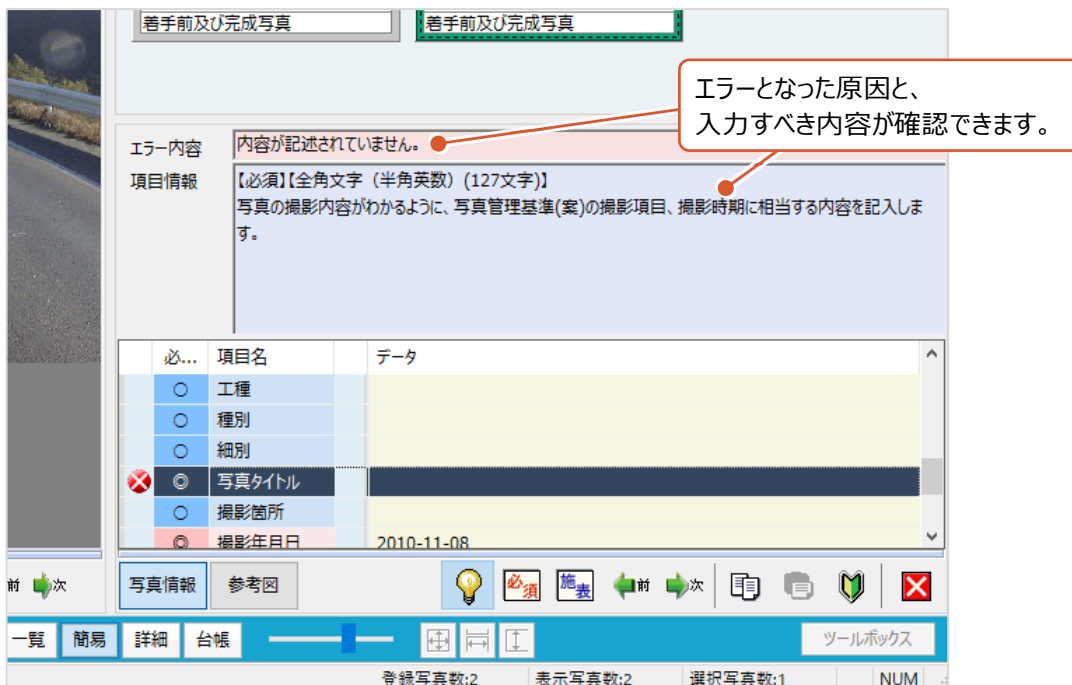 着手前及び完成写真
着手前及び完成写真
エラーとなった原因と、
入力すべき内容が確認できます。
エラー内容
内容が記述されていません。
項目情報
【必須】【全角文字（半角英数）(127文字)】
写真の撮影内容がわかるように、写真管理基準(案)の撮影項目、撮影時期に相当する内容を記入しま
す。
必... 項目名 データ
○ 工種
○ 種別
○ 細別
◎ 写真タイトル
○ 撮影箇所
◎ 撮影年月日 2010-11-08
前 次 写真情報 参考図 必須 施表 前 次
一覧 簡易 詳細 台帳 ツールボックス
登録写真数:2 表示写真数:2 選択写真数:1 NUM